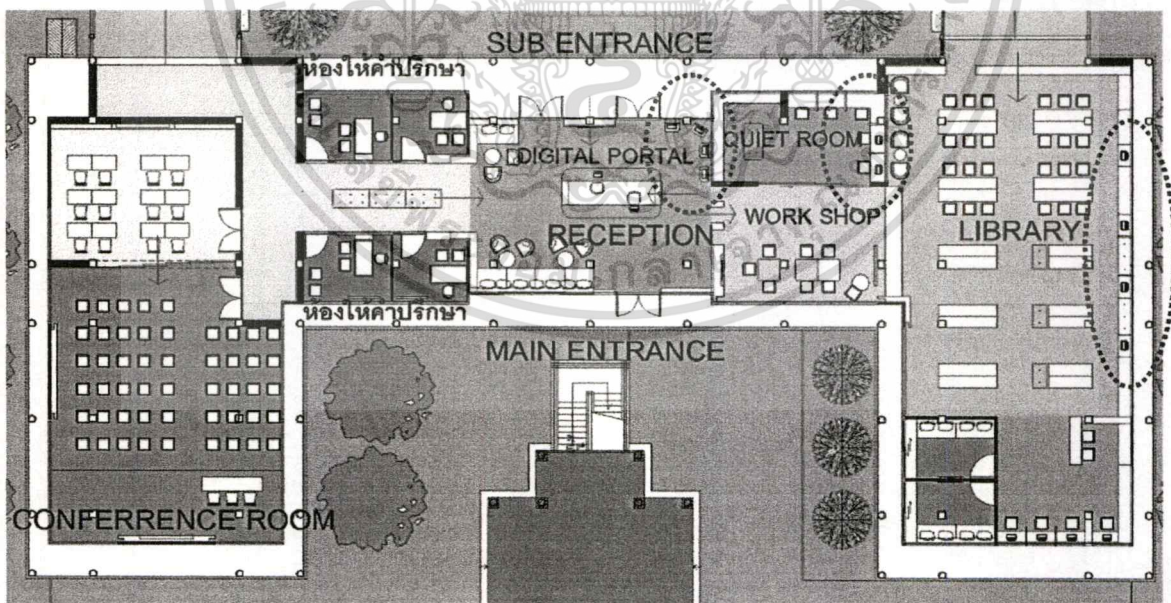 SUB ENTRANCE
ห้องให้คำปรึกษา
DIGITAL PORTAL
QUIET ROOM
WORK SHOP
RECEPTION
LIBRARY
ห้องให้คำปรึกษา
MAIN ENTRANCE
CONFERRENCE ROOM